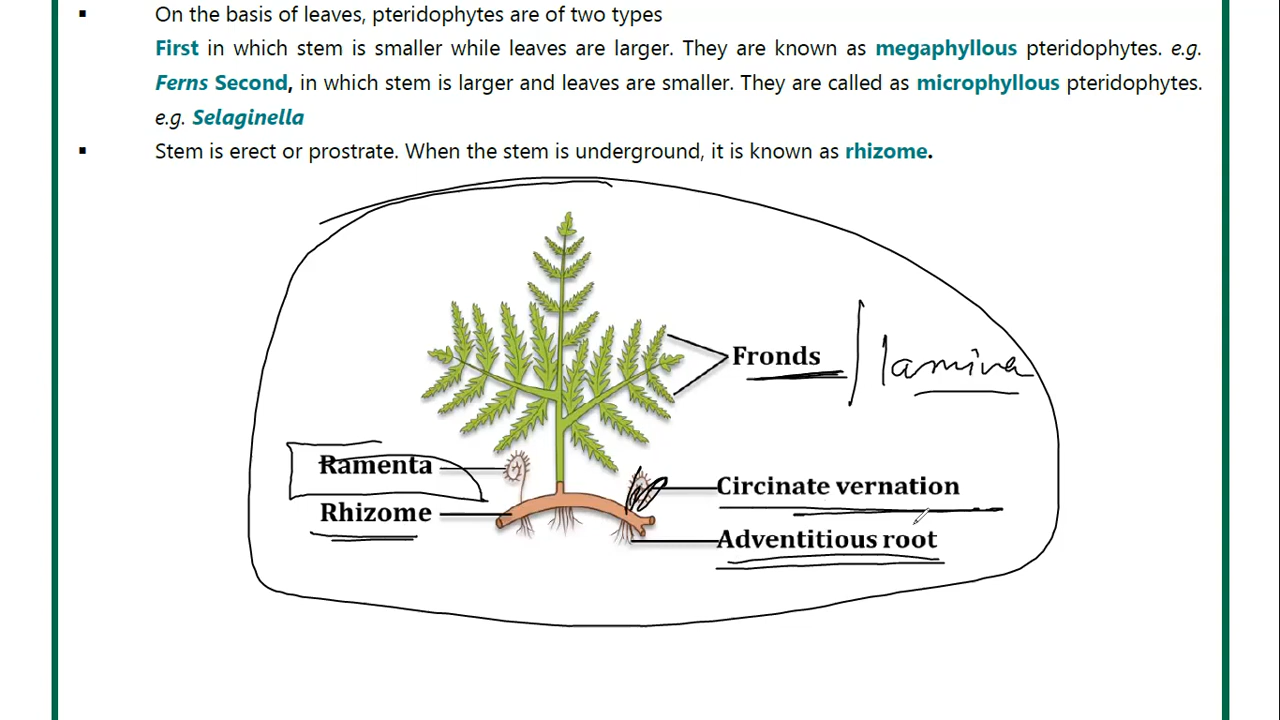 ▪ On the basis of leaves, pteridophytes are of two types
First in which stem is smaller while leaves are larger. They are known as megaphyllous pteridophytes. e.g.
Ferns Second, in which stem is larger and leaves are smaller. They are called as microphyllous pteridophytes.
e.g. Selaginella
▪ Stem is erect or prostrate. When the stem is underground, it is known as rhizome.
Fronds / lamina
Ramenta
Circinate vernation
Rhizome
Adventitious root